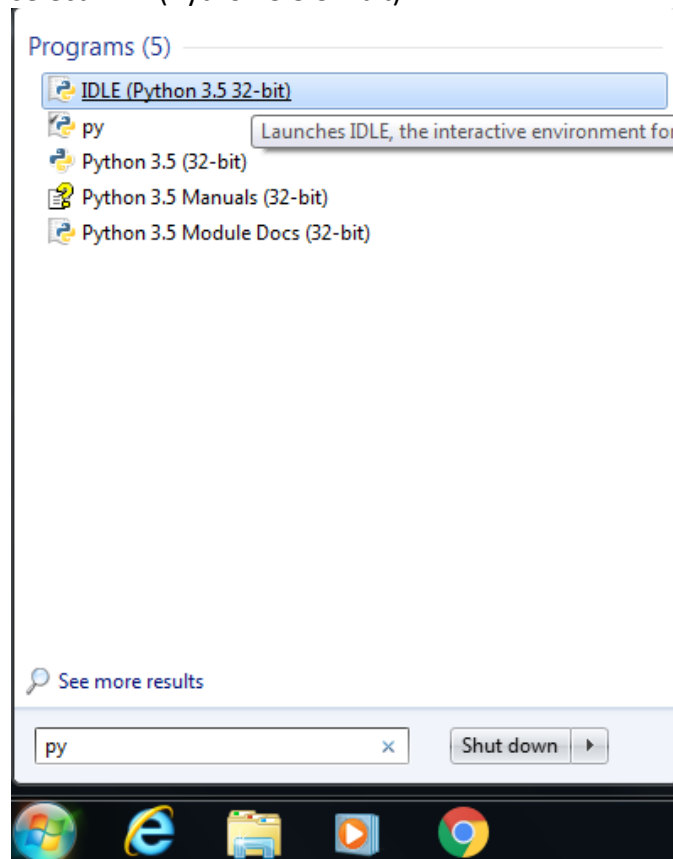 Programs (5)
IDLE (Python 3.5 32-bit)
py
Launches IDLE, the interactive environment for
Python 3.5 (32-bit)
Python 3.5 Manuals (32-bit)
Python 3.5 Module Docs (32-bit)
See more results
py
Shut down